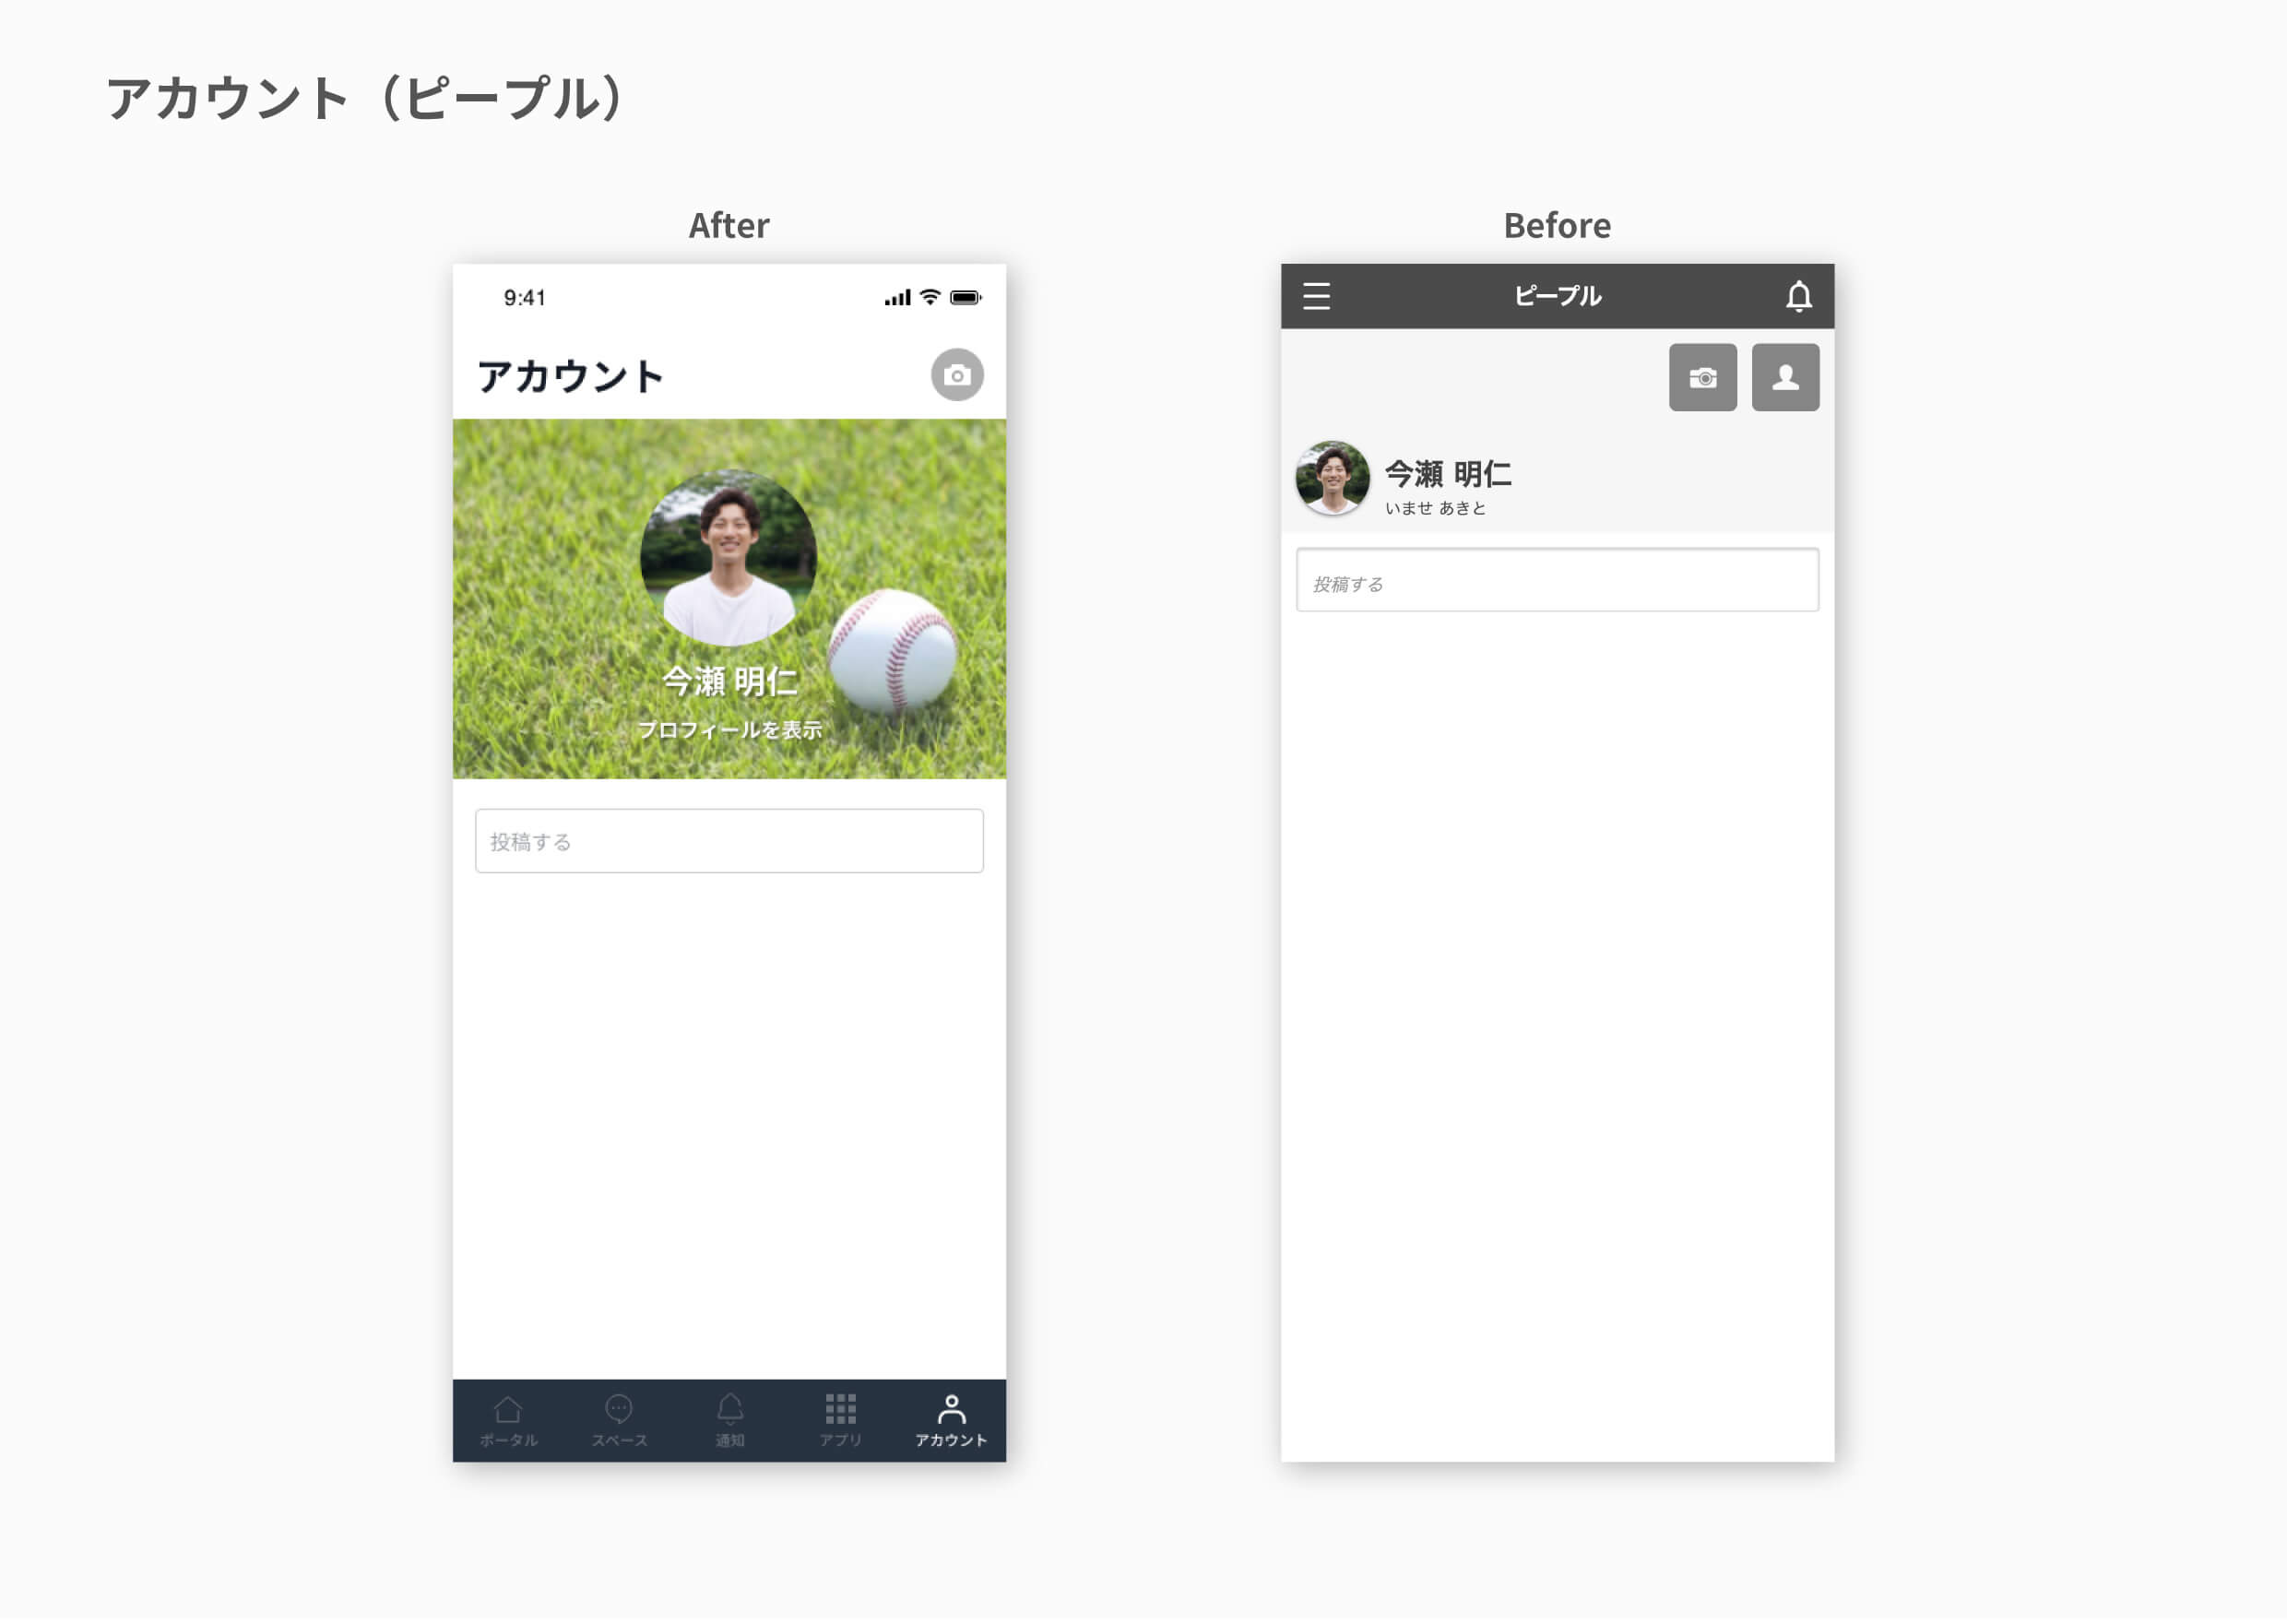 アカウント（ピープル）
After
9:41
アカウント
今瀬 明仁
プロフィールを表示
投稿する
ポータル
スペース
通知
アプリ
アカウント
Before
ピープル
今瀬 明仁
いませ あきと
投稿する